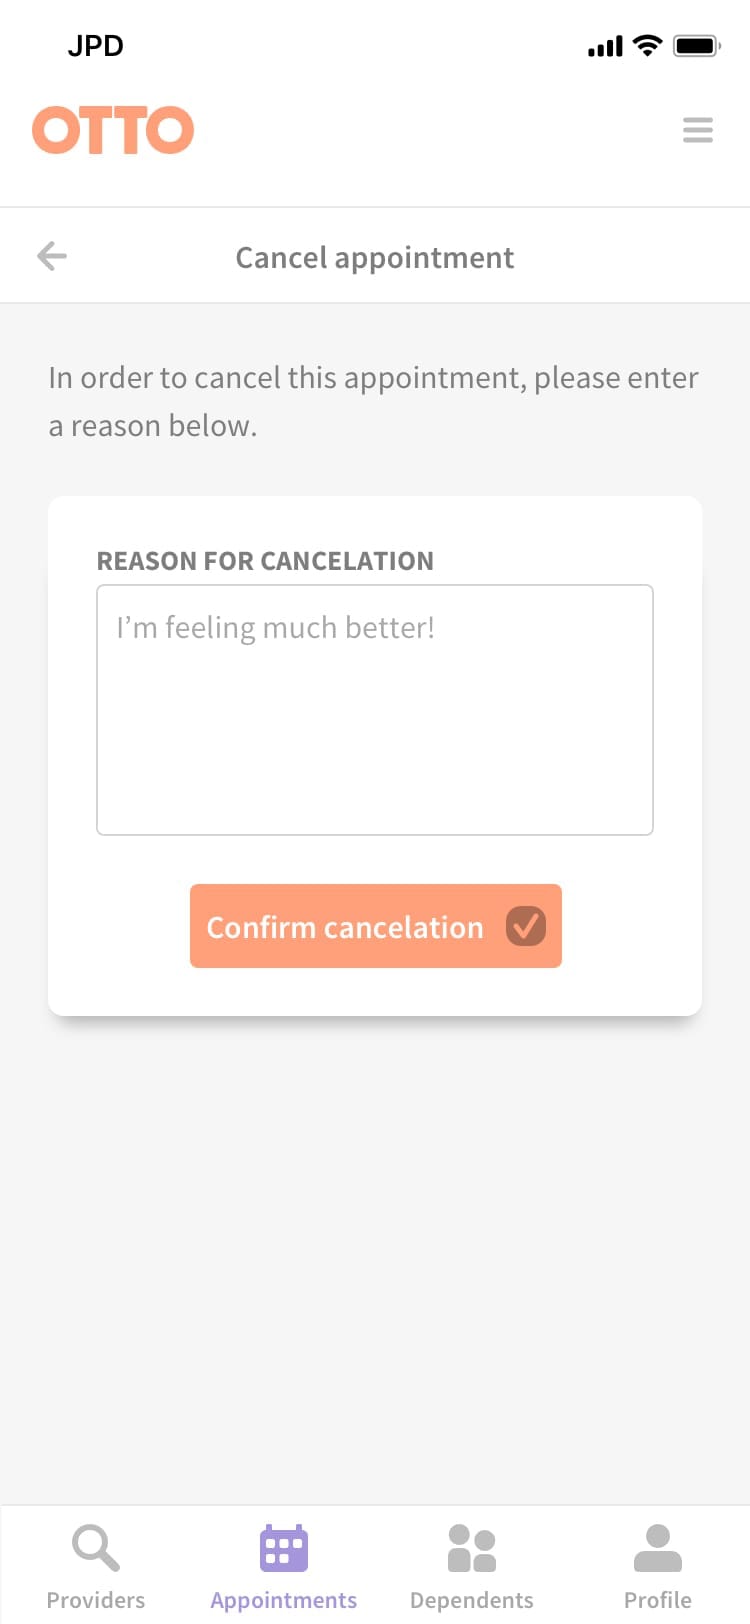 JPD
OTTO
Cancel appointment
In order to cancel this appointment, please enter
a reason below.
REASON FOR CANCELATION
I’m feeling much better!
Confirm cancelation
Providers
Appointments
Dependents
Profile